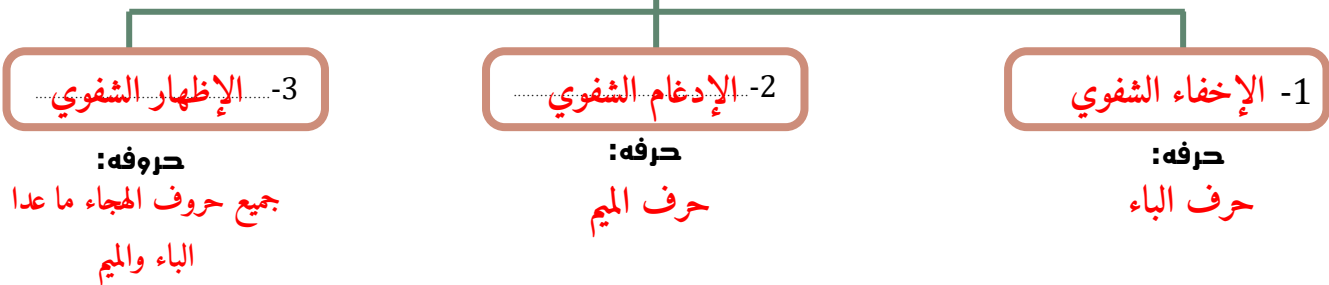 1- الإخفاء الشفوي
حرفه:
حرف الباء
2- الإدغام الشفوي
حرفه:
حرف الميم
3- الإظهار الشفوي
حروفه:
جميع حروف الهجاء ما عدا
الباء والميم